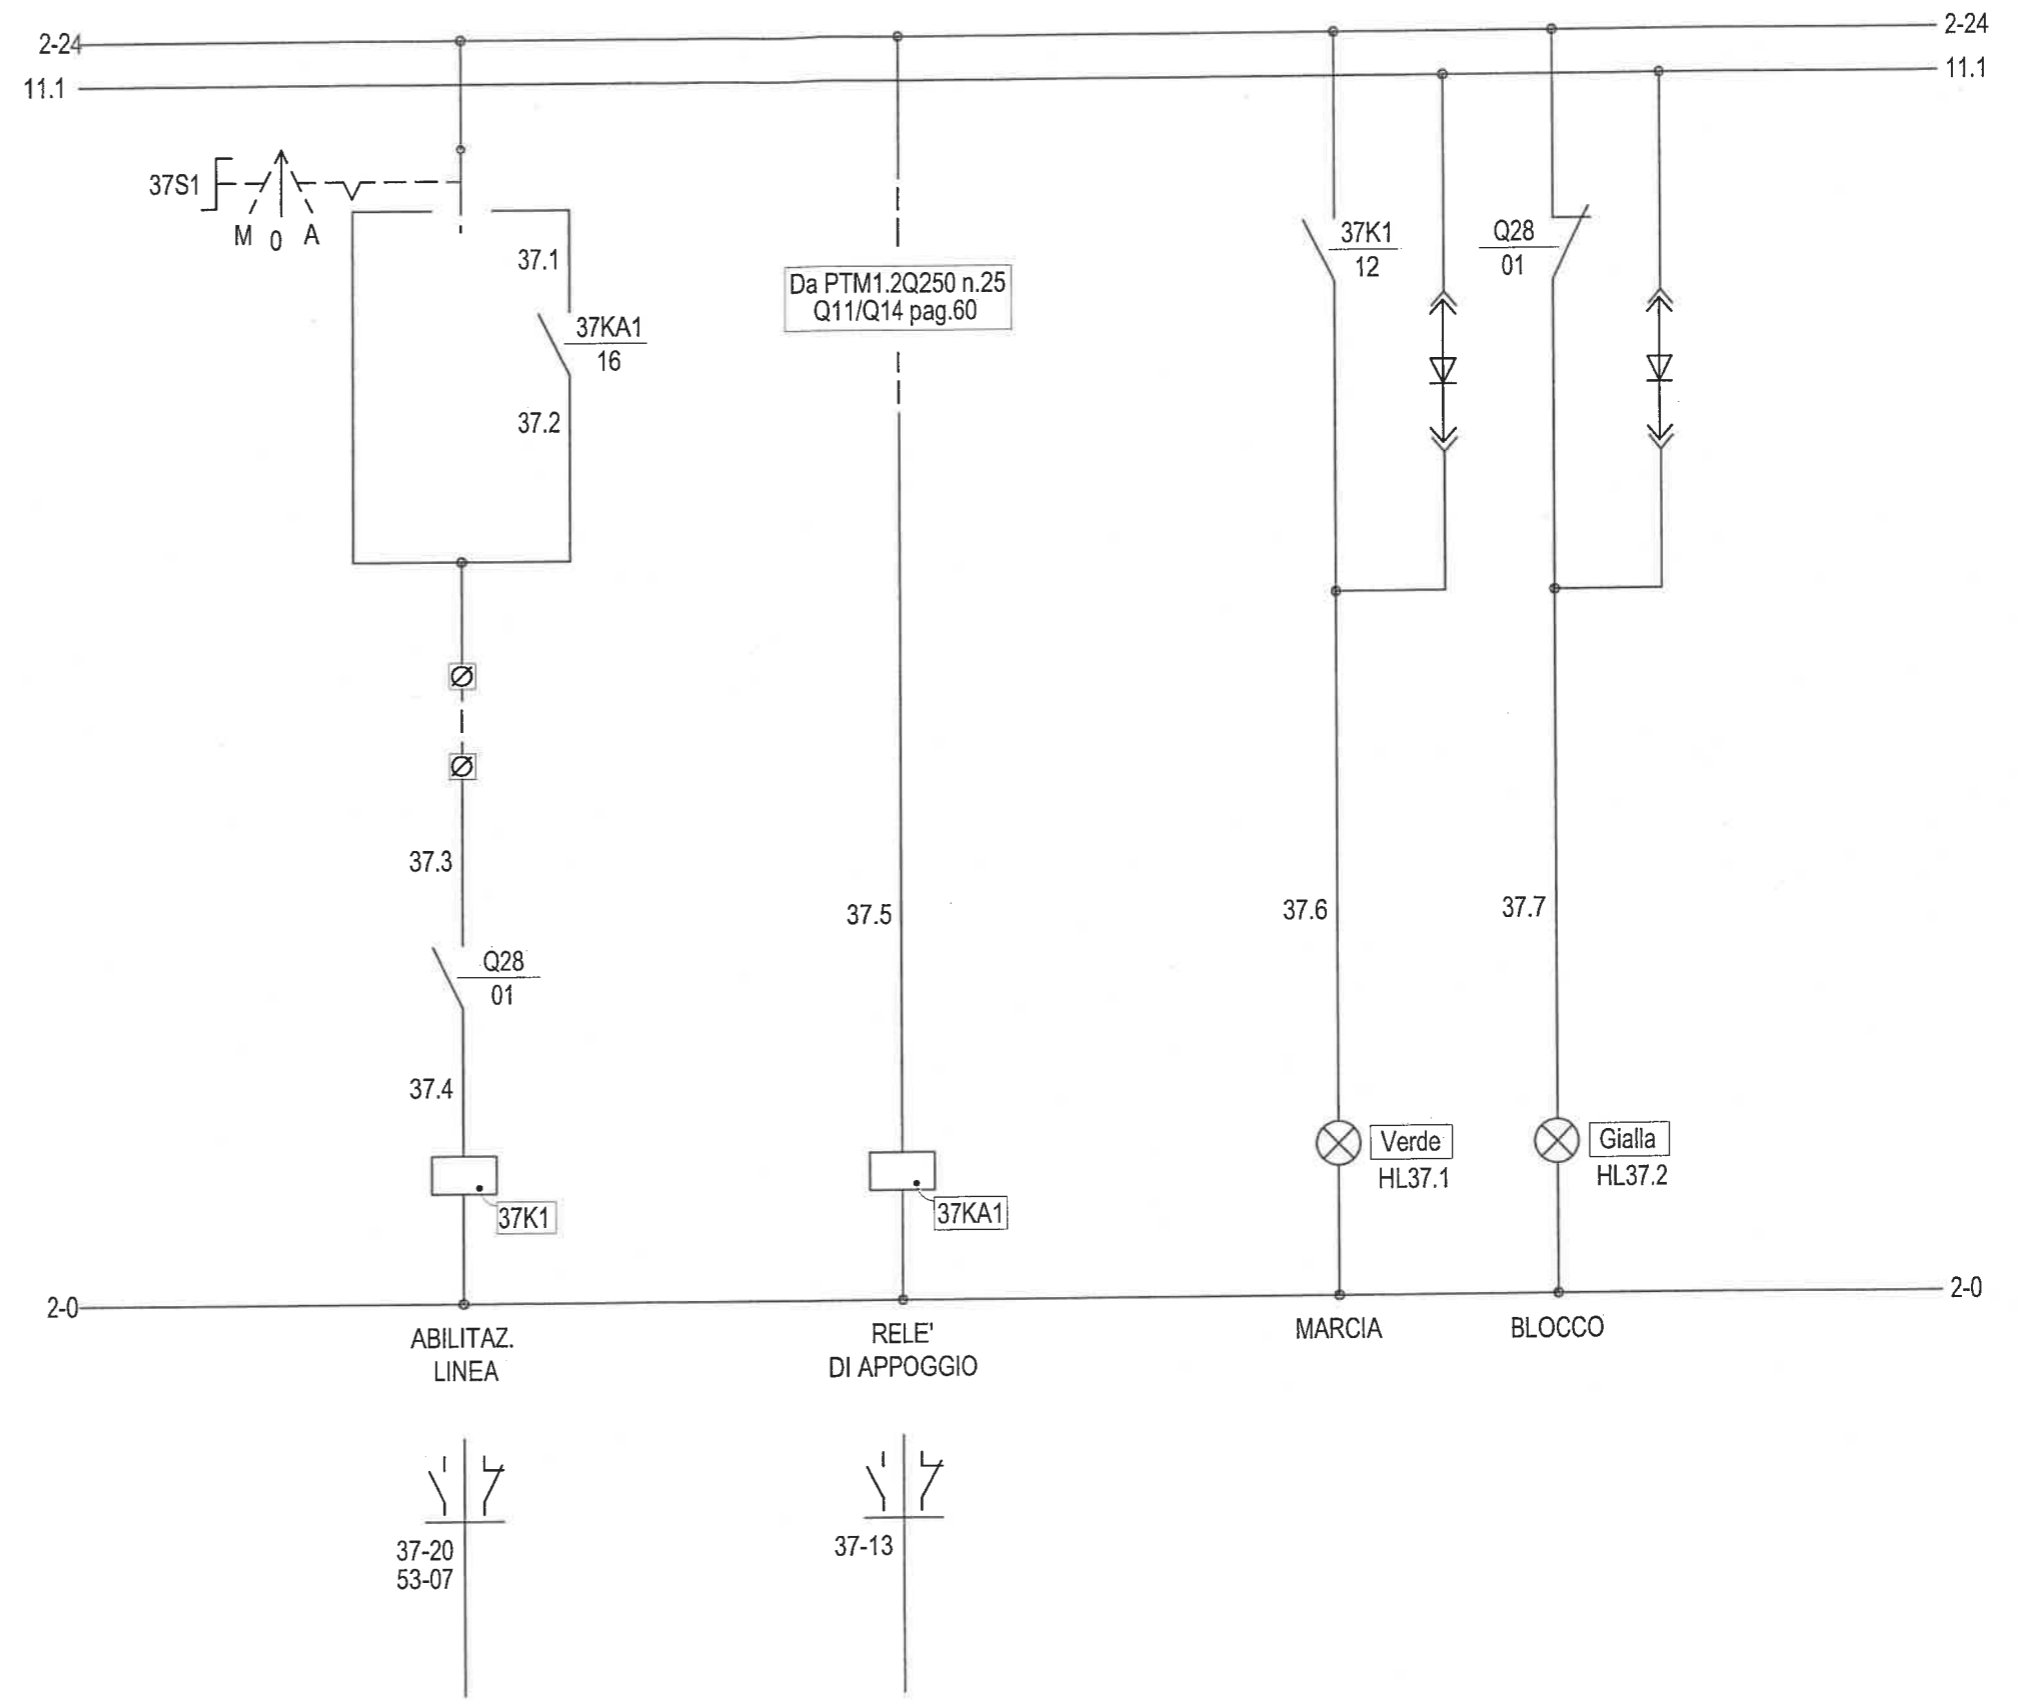 2-24
2-24
11.1
11.1
37S1
M 0 A
37.1
37KA1
16
37.2
Da PTM1.2Q250 n.25
Q11/Q14 pag.60
37K1
12
Q28
01
37.3
Q28
01
37.4
37K1
37.5
37KA1
37.6
Verde
HL37.1
37.7
Gialla
HL37.2
2-0
2-0
ABILITAZ.
LINEA
RELE'
DI APPOGGIO
MARCIA
BLOCCO
37-20
53-07
37-13